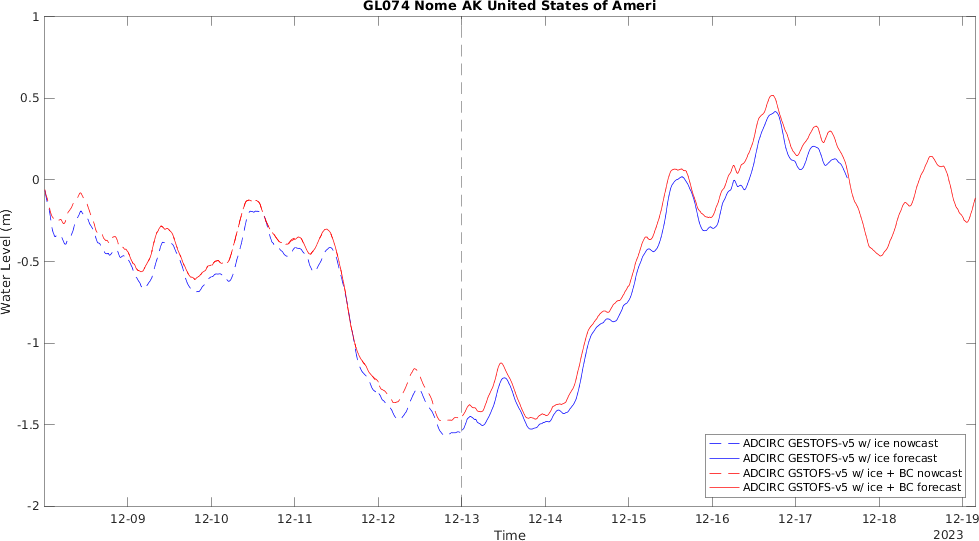 GL074 Nome AK United States of Ameri
1
0.5
0
-0.5
-1
-1.5
-2
Water Level (m)
ADCIRC GESTOFS-v5 w/ ice nowcast
ADCIRC GESTOFS-v5 w/ ice forecast
ADCIRC GSTOFS-v5 w/ ice + BC nowcast
ADCIRC GSTOFS-v5 w/ ice + BC forecast
12-09 12-10 12-11 12-12 12-13 12-14 12-15 12-16 12-17 12-18 12-19
Time
2023